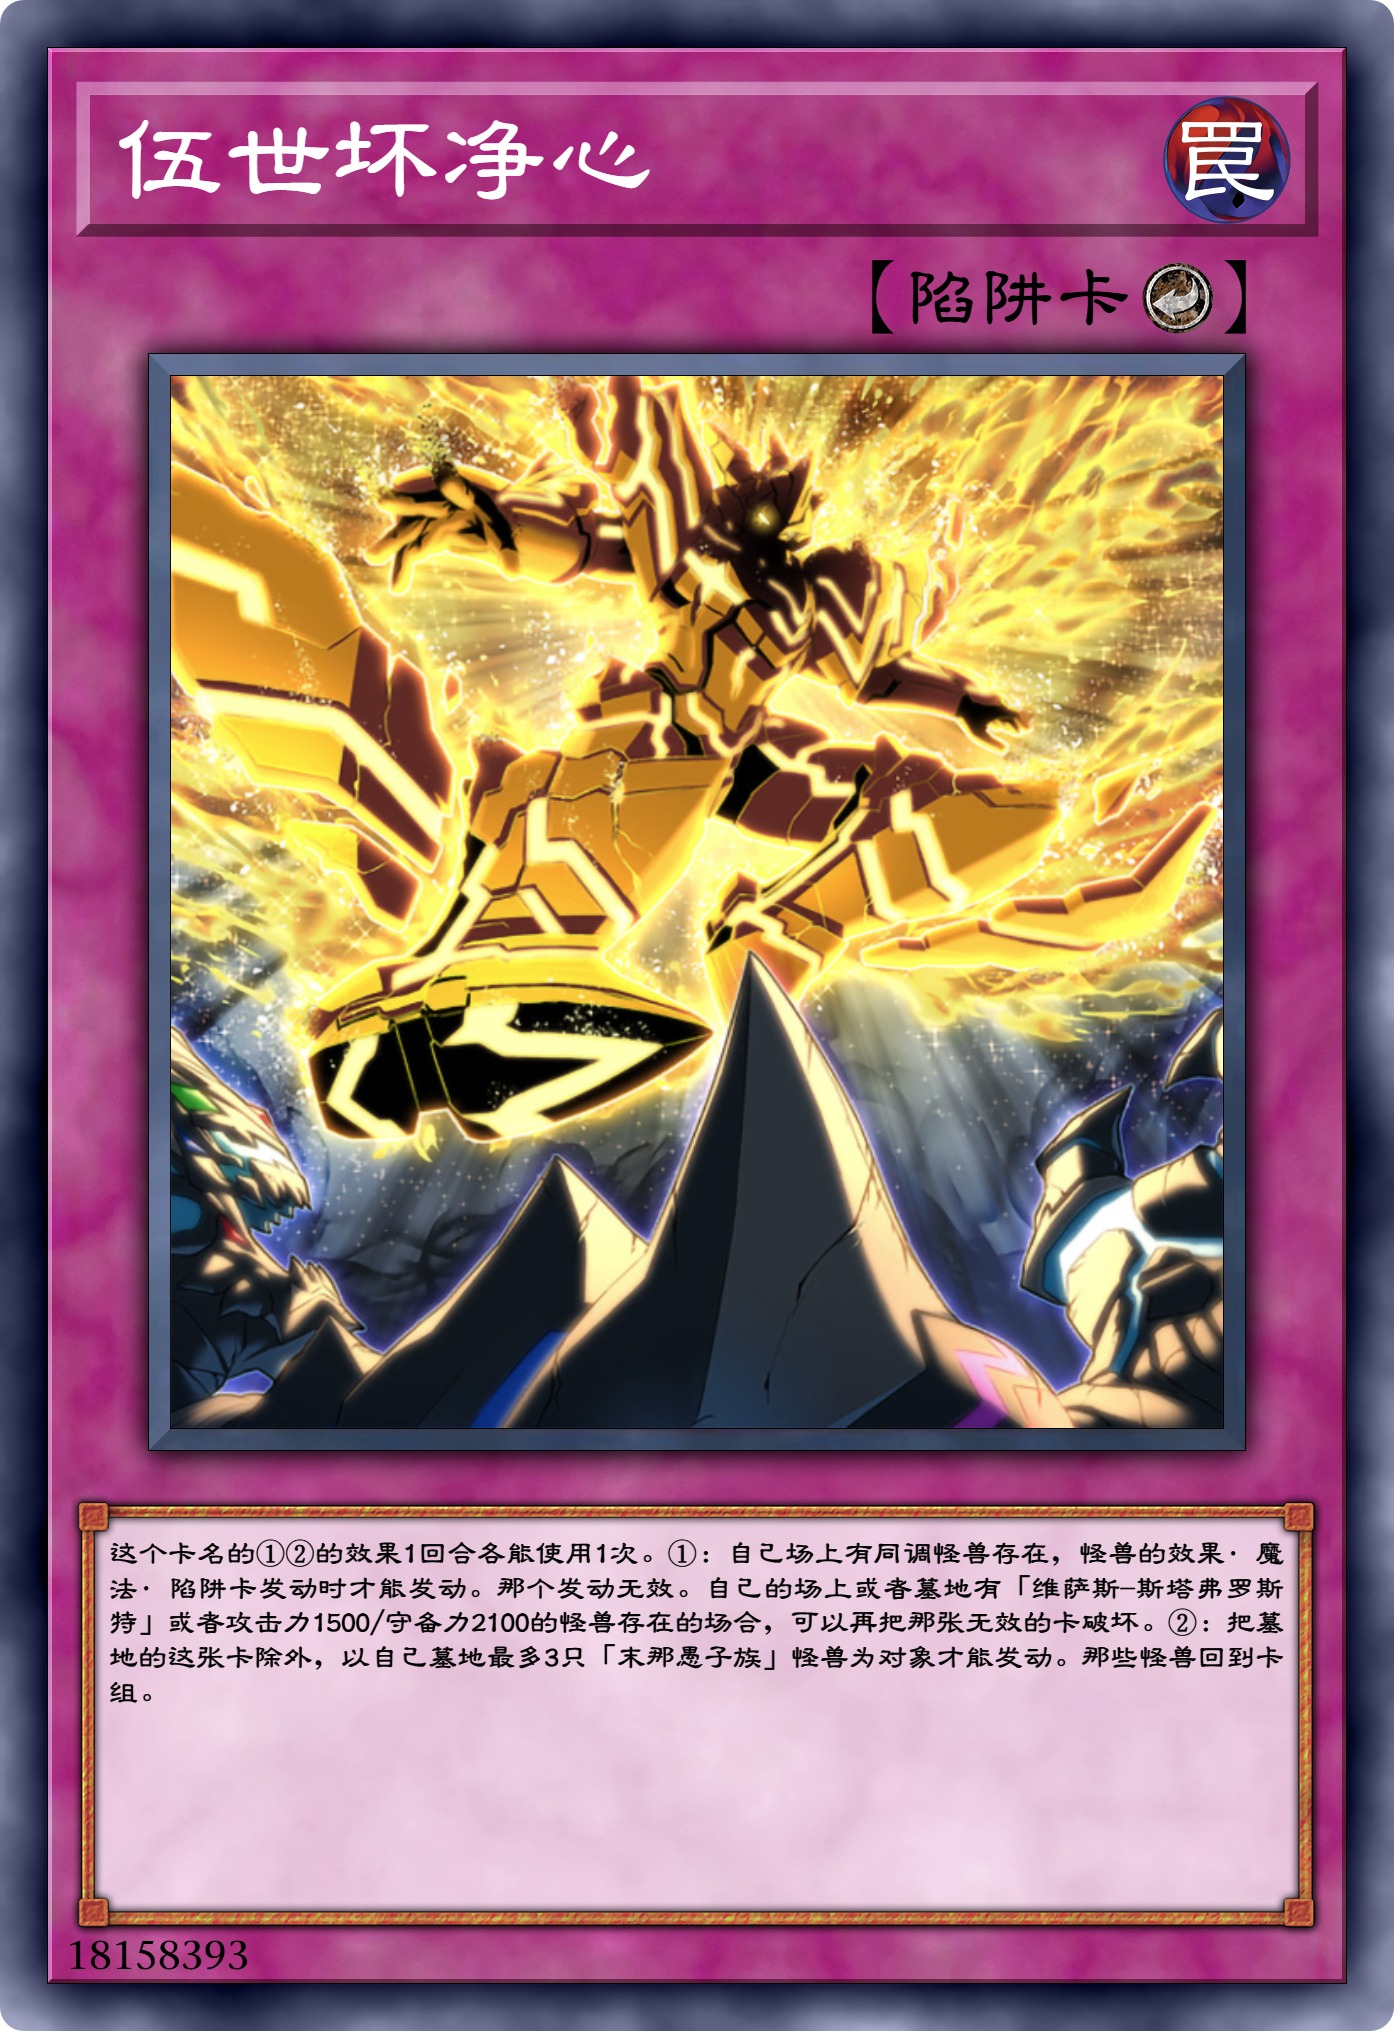 伍世坏净心
罠
【陷阱卡】
这个卡名的①②的效果1回合各能使用1次。①：自己场上有同调怪兽存在，怪兽的效果·魔
法·陷阱卡发动时才能发动。那个发动无效。自己的场上或者墓地有「维萨斯-斯塔弗罗斯
特」或者攻击力1500/守备力2100的怪兽存在的场合，可以再把那张无效的卡破坏。②：把墓
地的这张卡除外，以自己墓地最多3只「末那愚子族」怪兽为对象才能发动。那些怪兽回到卡
组。
18158393